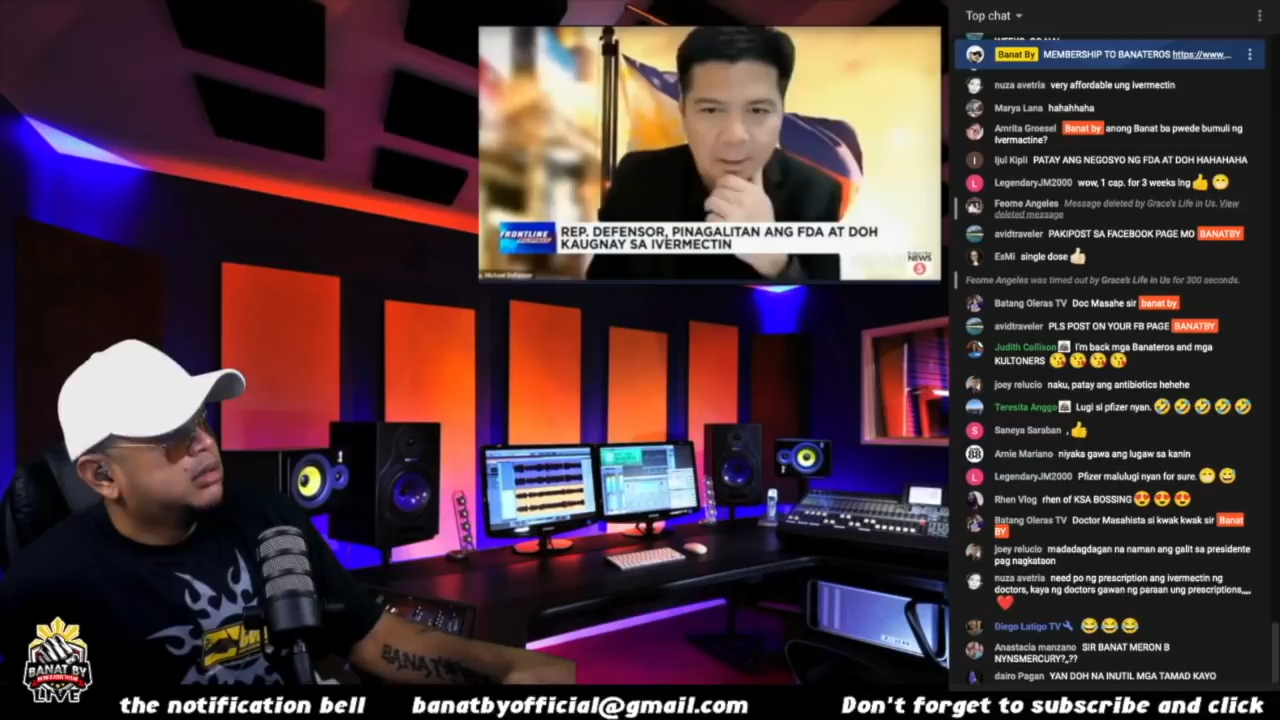 Top chat
Banat By MEMBERSHIP TO BANATEROS https://www....
nuza avetria very affordable ung ivermectin
Marya Lana hahahhaha
Amrita Groesel Banat by anong Banat ba pwede bumuli ng
Ivermectine?
Ijul Kipli PATAY ANG NEGOSYO NG FDA AT DOH HAHAHAHA
LegendaryJM2000 wow, 1 cap. for 3 weeks lng 👍😁
Feome Angeles Message deleted by Grace's Life in Us. View
deleted message
avidtraveler PAKIPOST SA FACEBOOK PAGE MO BANATBY
EsMi single dose 👍
Feome Angeles was timed out by Grace's Life in Us for 300 seconds.
Batang Oleras TV Doc Masahe sir banat by
avidtraveler PLS POST ON YOUR FB PAGE BANATBY
Judith Collison I'm back mga Banateros and mga
KULTONERS 😘😘😘😘
joey relucio naku, patay ang antibiotics hehehe
Teresita Anggo Lugi si pfizer nyan. 🤣🤣🤣🤣🤣
Saneya Saraban , 👍
Arnie Mariano niyaka gawa ang lugaw sa kanin
LegendaryJM2000 Pfizer malulugi nyan for sure. 😁😅
Rhen Vlog rhen of KSA BOSSING 😍😍😍
Batang Oleras TV Doctor Masahista si kwak kwak sir Banat
BY
joey relucio madadagdagan na naman ang galit sa presidente
pag nagkataon
nuza avetria need po ng prescription ang ivermectin ng
doctors, kaya ng doctors gawan ng paraan ung prescriptions,,,,,
❤️
Diego Latigo TV 😂😂😂
Anastacia manzano SIR BANAT MERON B
NYNSMERCURY?,??
dairo Pagan YAN DOH NA INUTIL MGA TAMAD KAYO
FRONTLINE
PILIPINAS
REP. DEFENSOR, PINAGALITAN ANG FDA AT DOH
KAUGNAY SA IVERMECTIN
NEWS
5
Michael Defensor
BANAT
BANAT BY
LIVE
the notification bell banatbyofficial@gmail.com Don't forget to subscribe and click